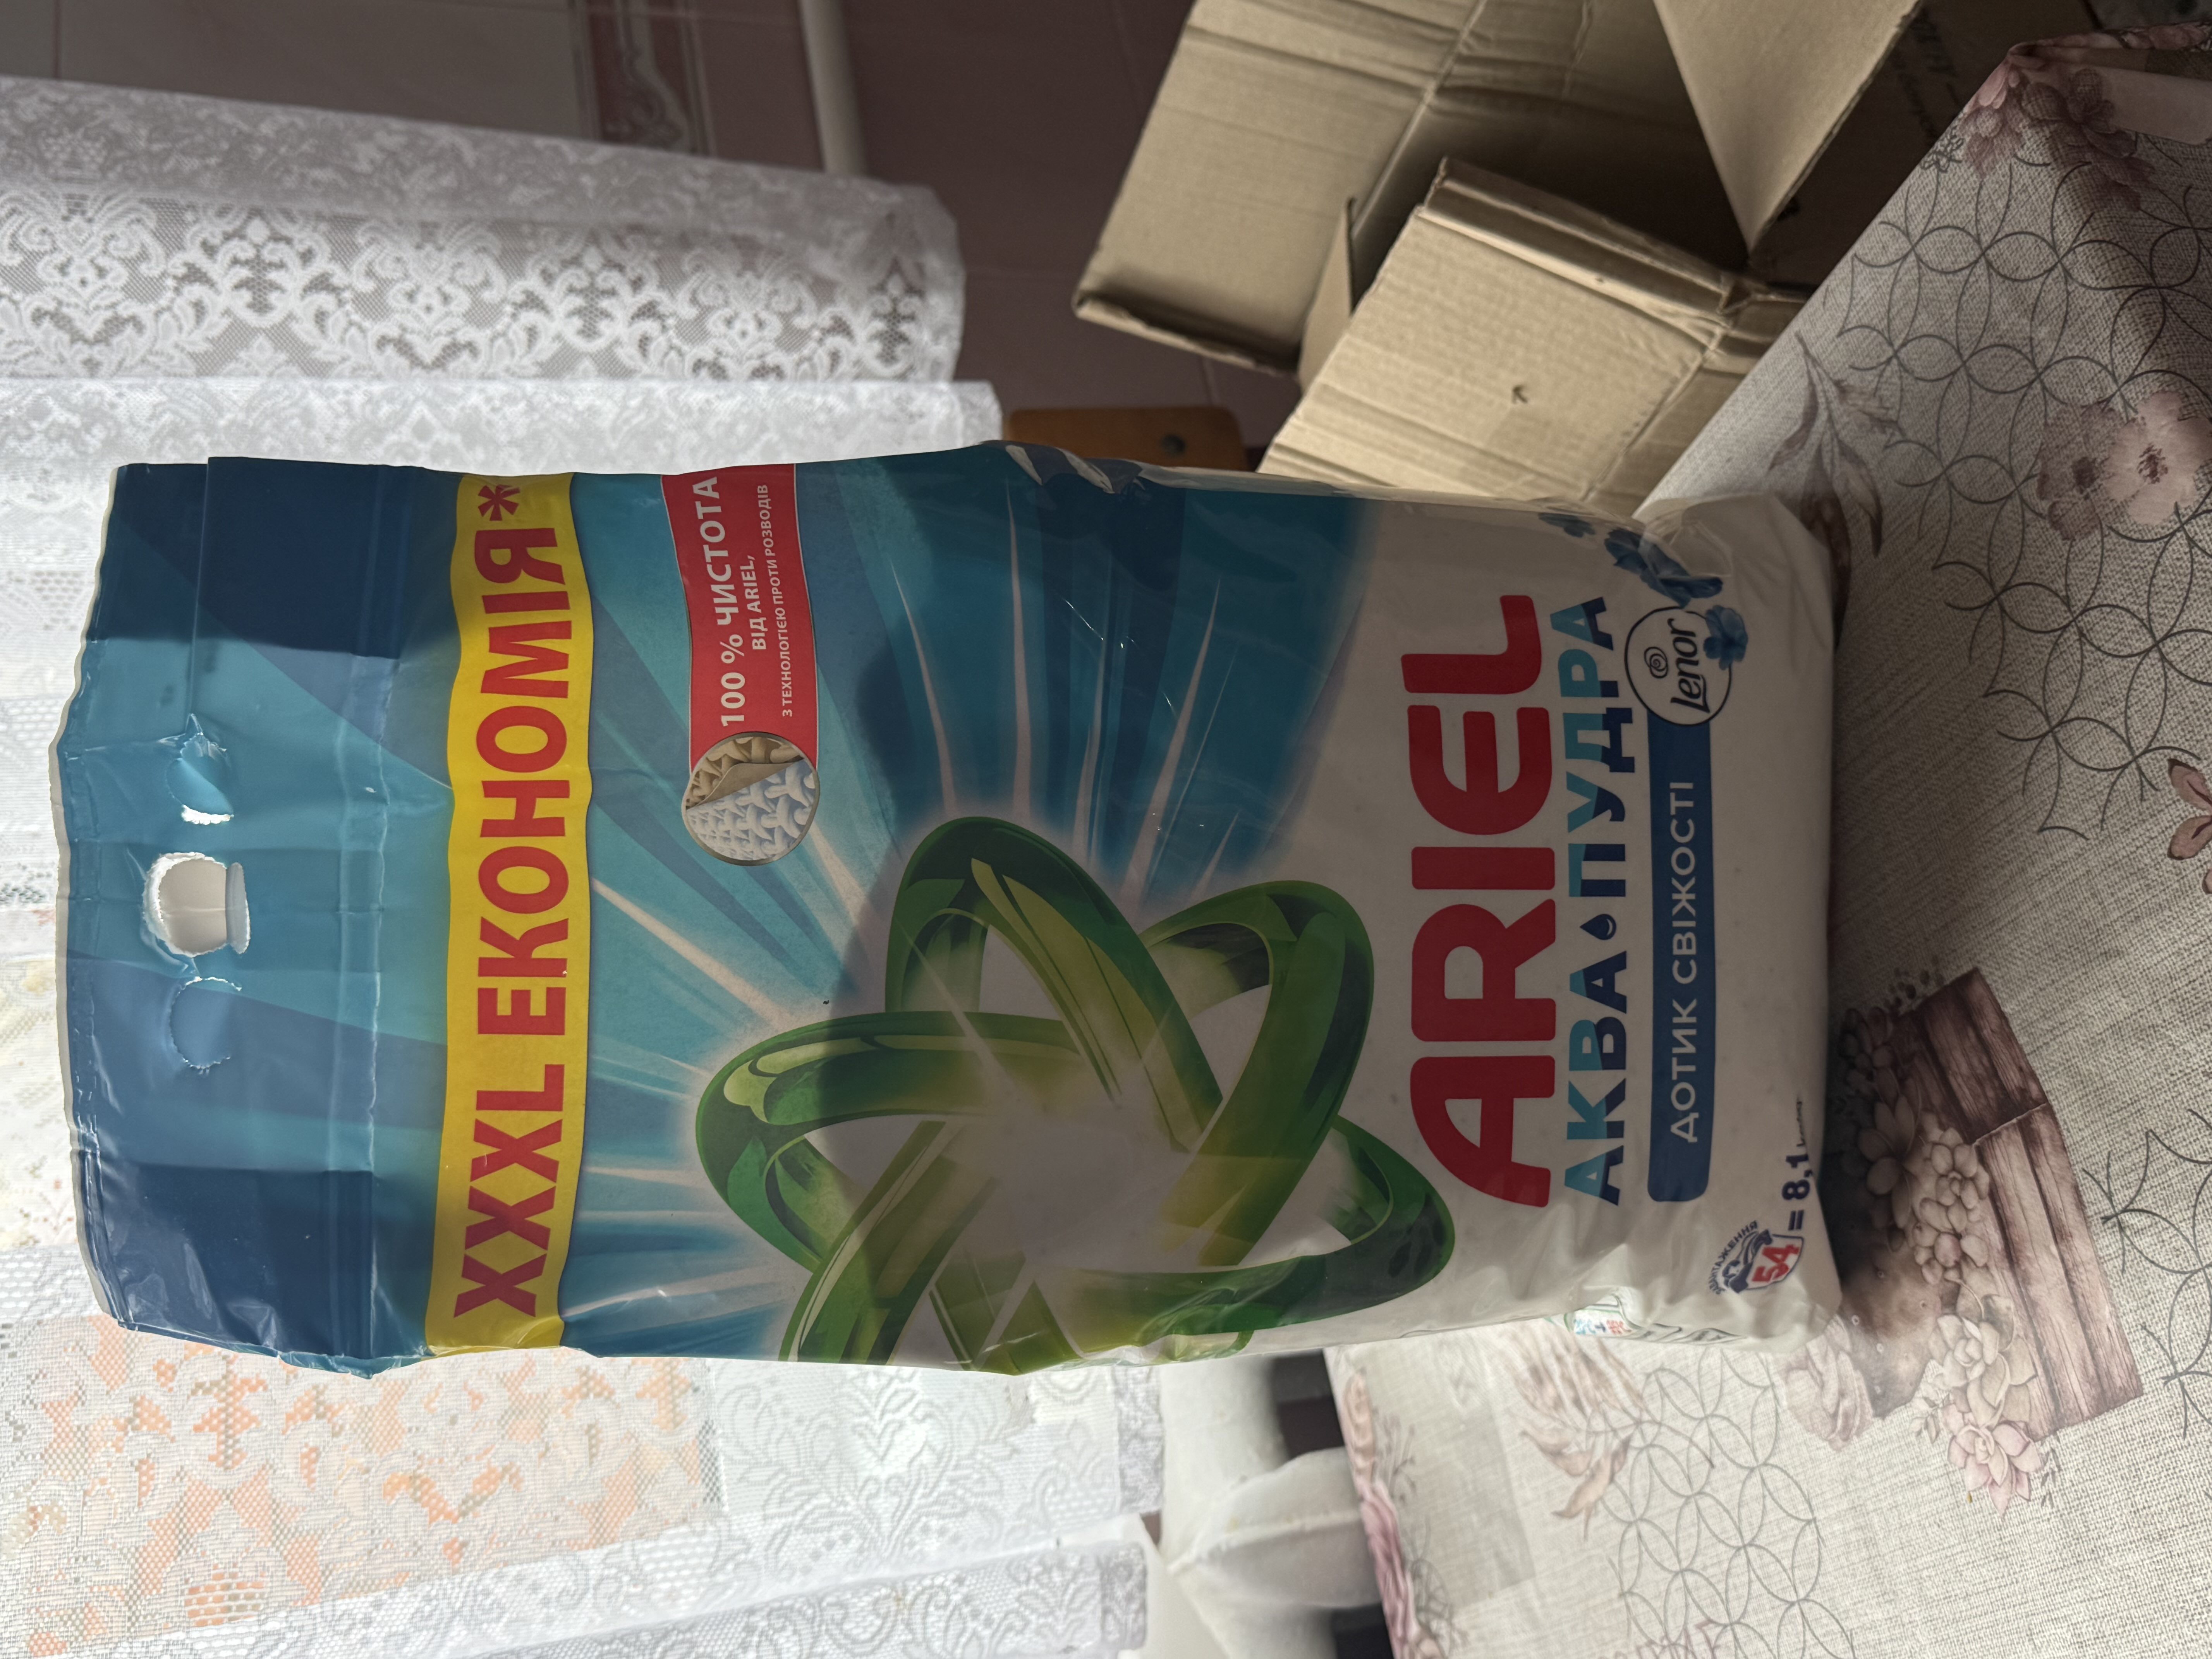 XXXL ЕКОНОМІЯ*
100 % ЧИСТОТА
ВІД ARIEL,
З ТЕХНОЛОГІЄЮ ПРОТИ РОЗВОДІВ
ARIEL
АКВА ПУДРА
Lenor
ДОТИК СВІЖОСТІ
54 = 8,1